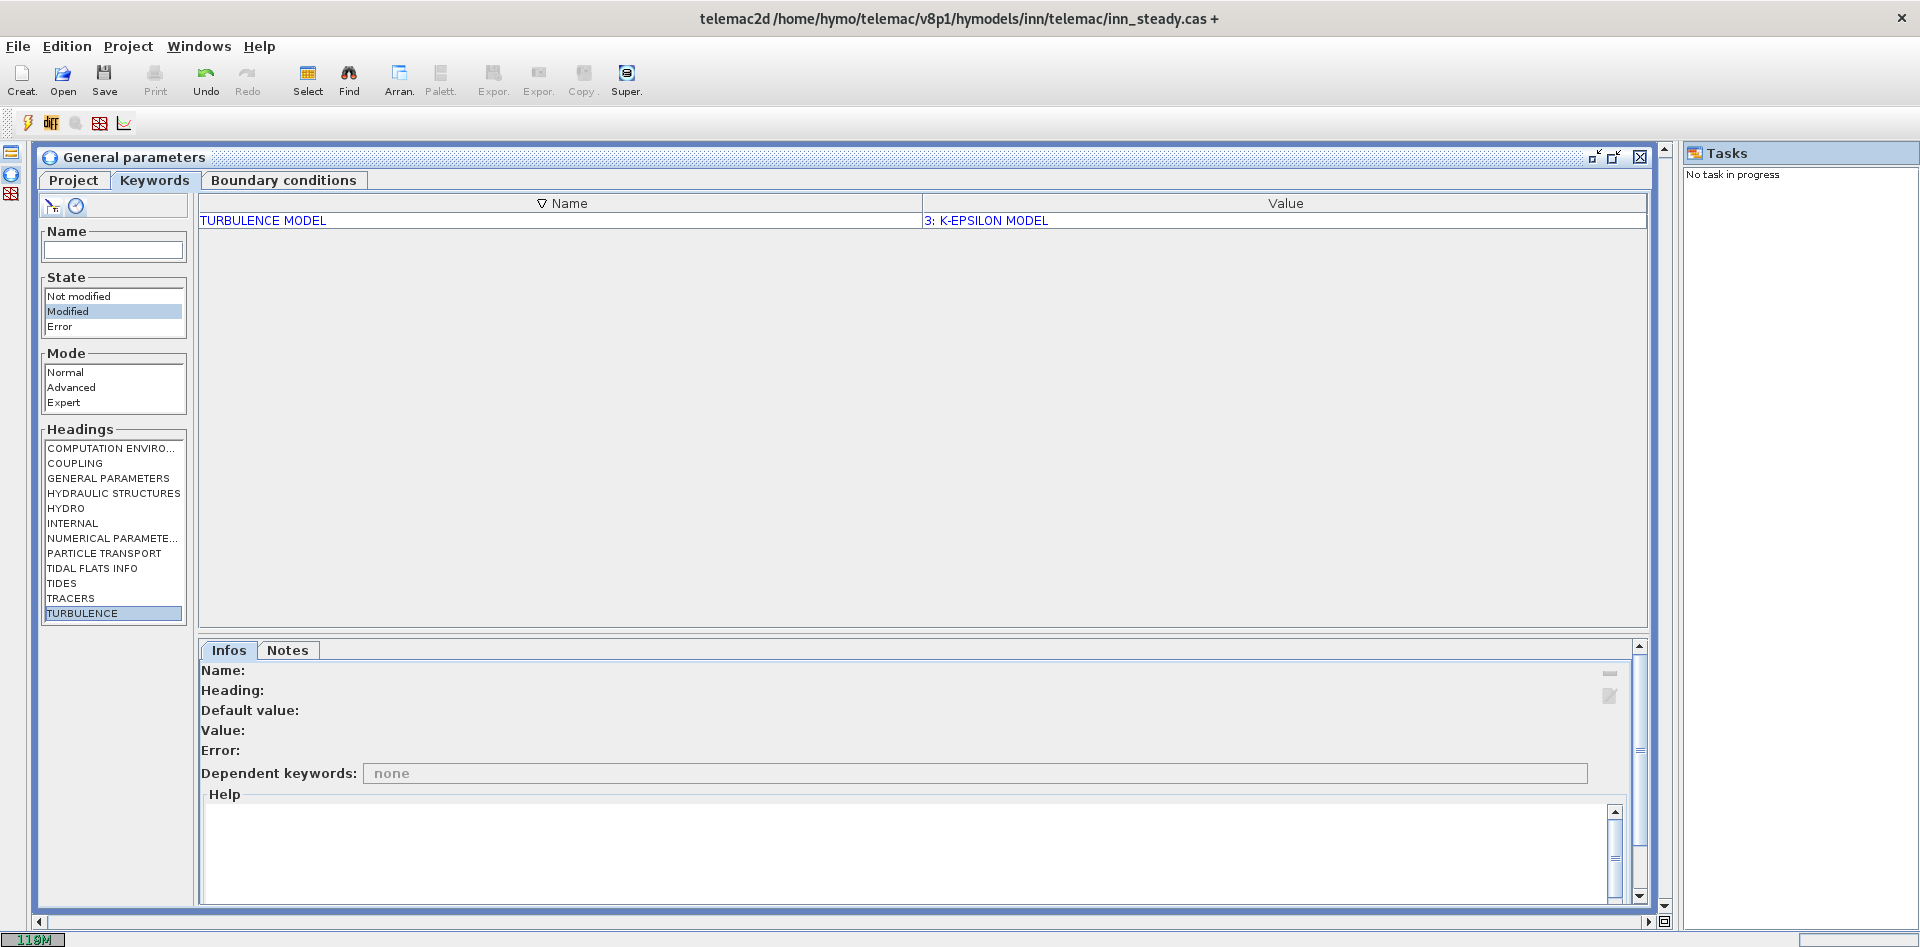 telemac2d /home/hymo/telemac/v8p1/hymodels/inn/telemac/inn_steady.cas +
File Edition Project Windows Help
Creat. Open Save Print Undo Redo Select Find Arran. Palett. Expor. Expor. Copy. Super.
DIFF
General parameters
Tasks
No task in progress
Project Keywords Boundary conditions
Name Value
TURBULENCE MODEL 3: K-EPSILON MODEL
Name
State
Not modified
Modified
Error
Mode
Normal
Advanced
Expert
Headings
COMPUTATION ENVIRO...
COUPLING
GENERAL PARAMETERS
HYDRAULIC STRUCTURES
HYDRO
INTERNAL
NUMERICAL PARAMETE...
PARTICLE TRANSPORT
TIDAL FLATS INFO
TIDES
TRACERS
TURBULENCE
Infos Notes
Name:
Heading:
Default value:
Value:
Error:
Dependent keywords: none
Help
119M